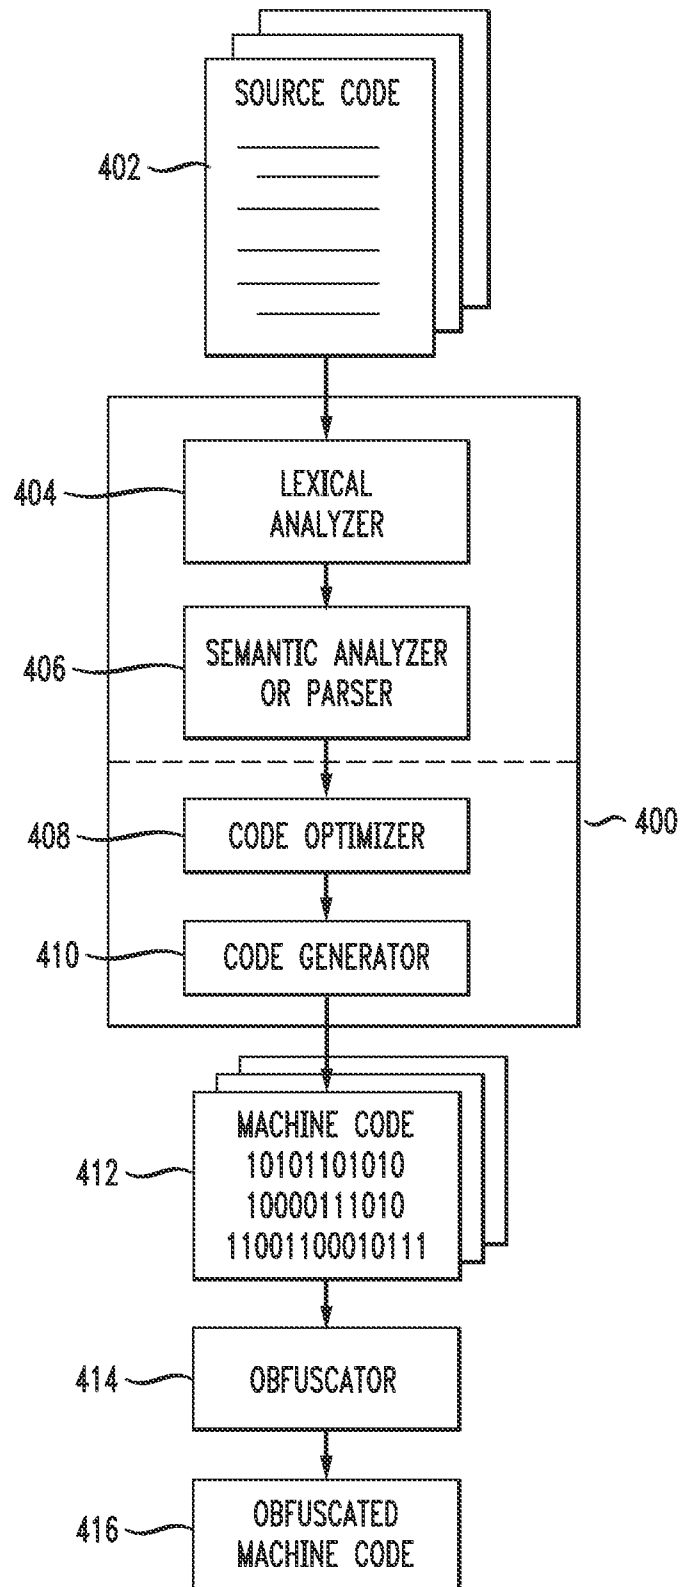 SOURCE CODE
402
404
LEXICAL
ANALYZER
406
SEMANTIC ANALYZER
OR PARSER
408
CODE OPTIMIZER
400
410
CODE GENERATOR
MACHINE CODE
412
10101101010
10000111010
11001100010111
414
OBFUSCATOR
416
OBFUSCATED
MACHINE CODE